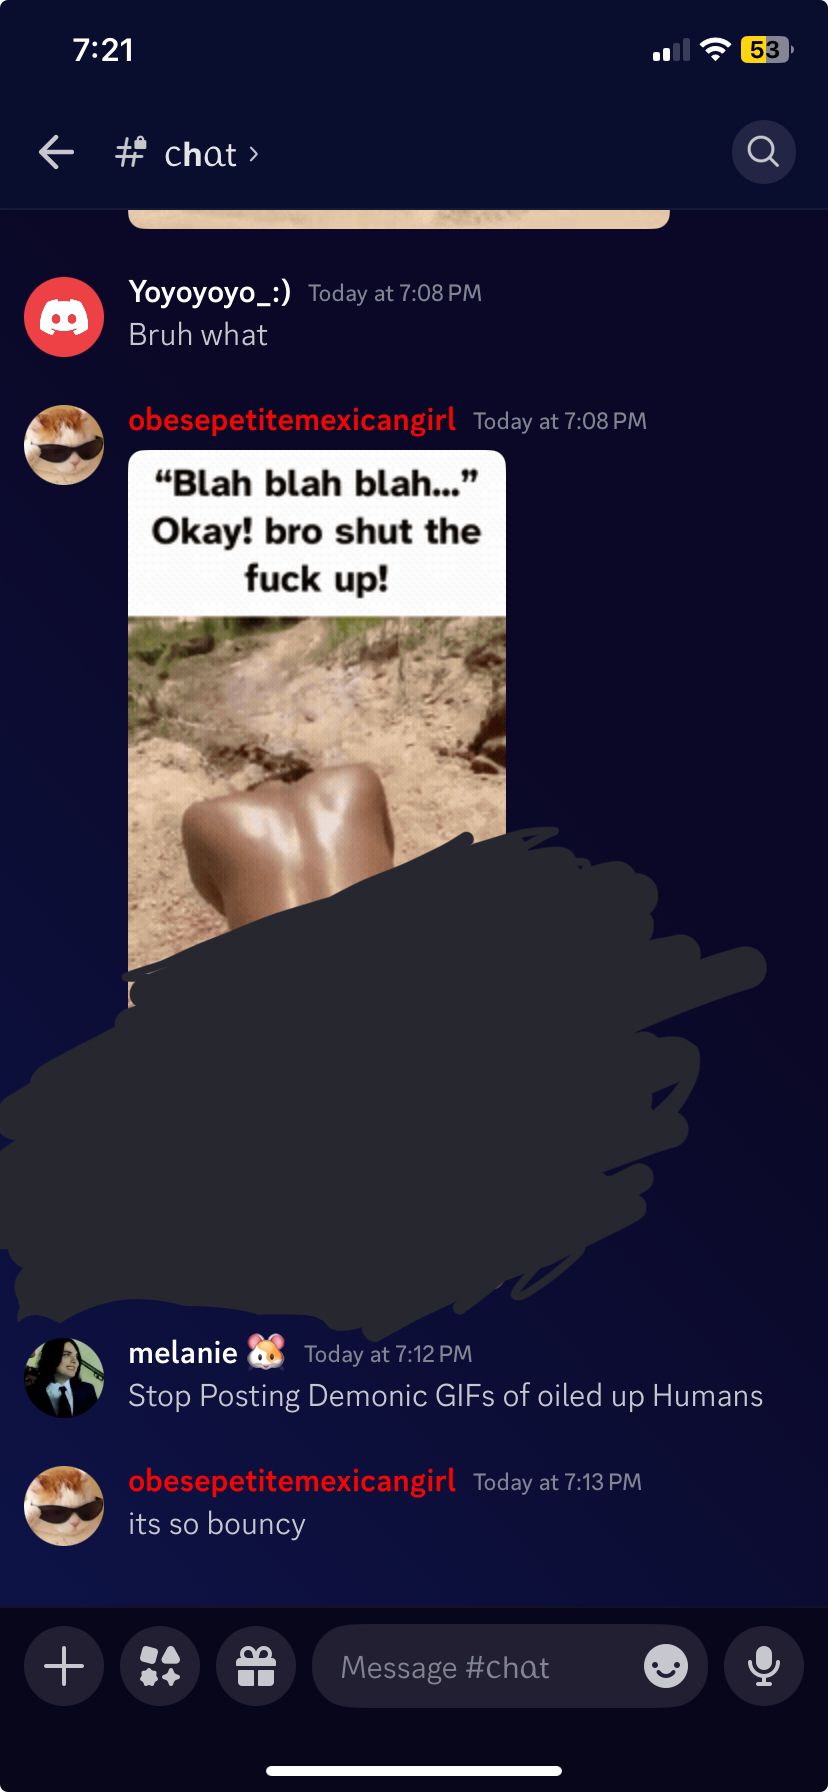 7:21
53
# chat ›
Yoyoyoyo_:) Today at 7:08 PM
Bruh what
obesepetitemexicangirl Today at 7:08 PM
“Blah blah blah...”
Okay! bro shut the
fuck up!
melanie 🐹 Today at 7:12 PM
Stop Posting Demonic GIFs of oiled up Humans
obesepetitemexicangirl Today at 7:13 PM
its so bouncy
Message #chat